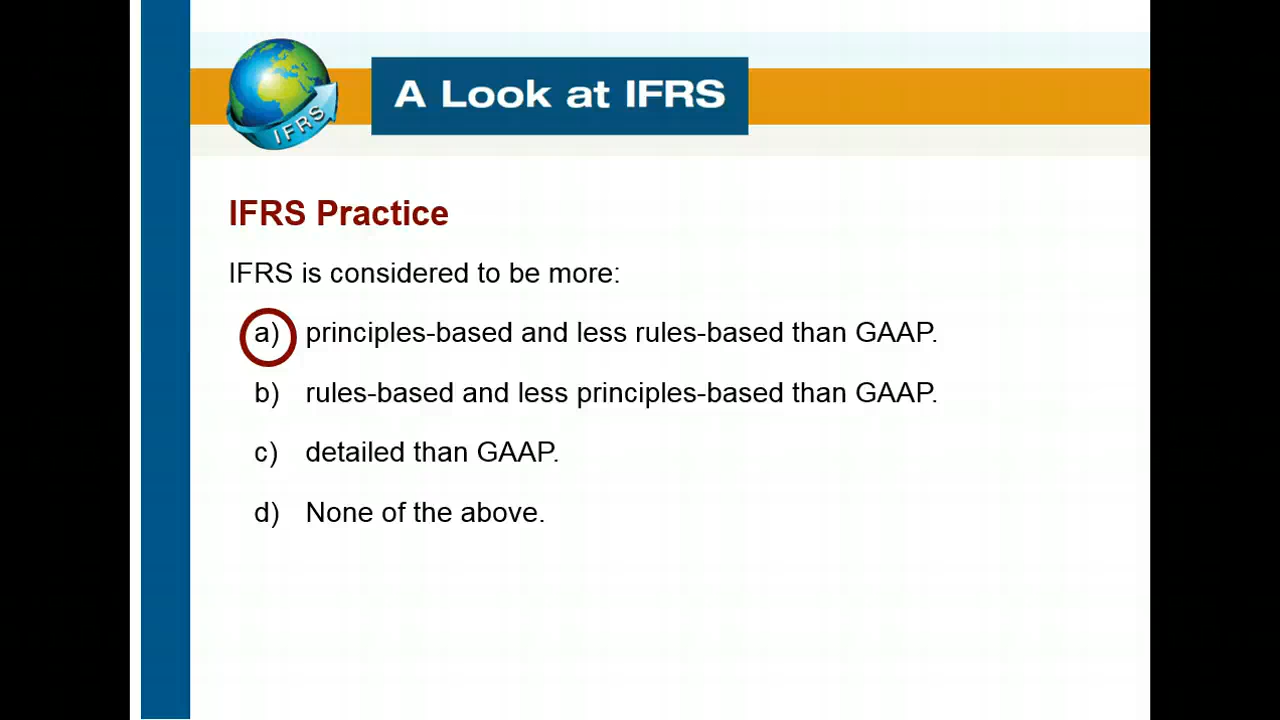 IFRS
A Look at IFRS
IFRS Practice
IFRS is considered to be more:
a) principles-based and less rules-based than GAAP.
b) rules-based and less principles-based than GAAP.
c) detailed than GAAP.
d) None of the above.